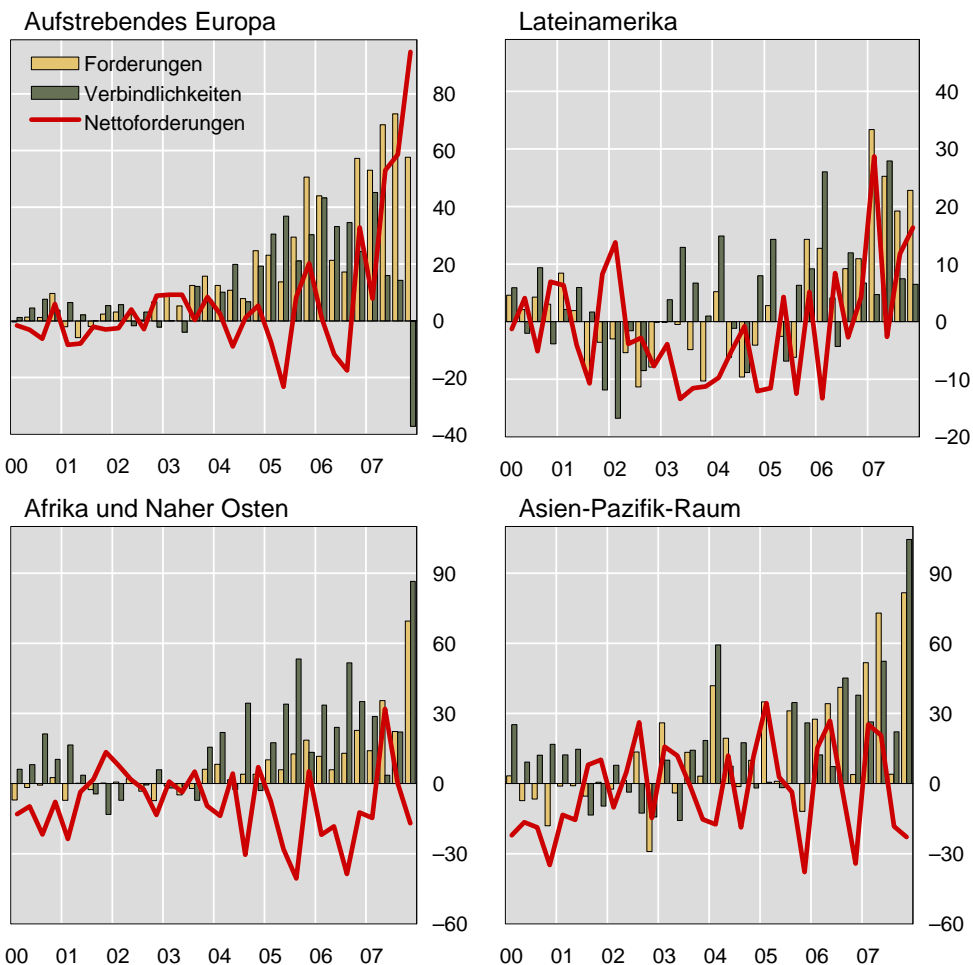 Aufstrebendes Europa
Forderungen
Verbindlichkeiten
Nettoforderungen
80
60
40
20
0
–20
–40
00 01 02 03 04 05 06 07
Lateinamerika
40
30
20
10
0
–10
–20
00 01 02 03 04 05 06 07
Afrika und Naher Osten
90
60
30
0
–30
–60
00 01 02 03 04 05 06 07
Asien-Pazifik-Raum
90
60
30
0
–30
–60
00 01 02 03 04 05 06 07